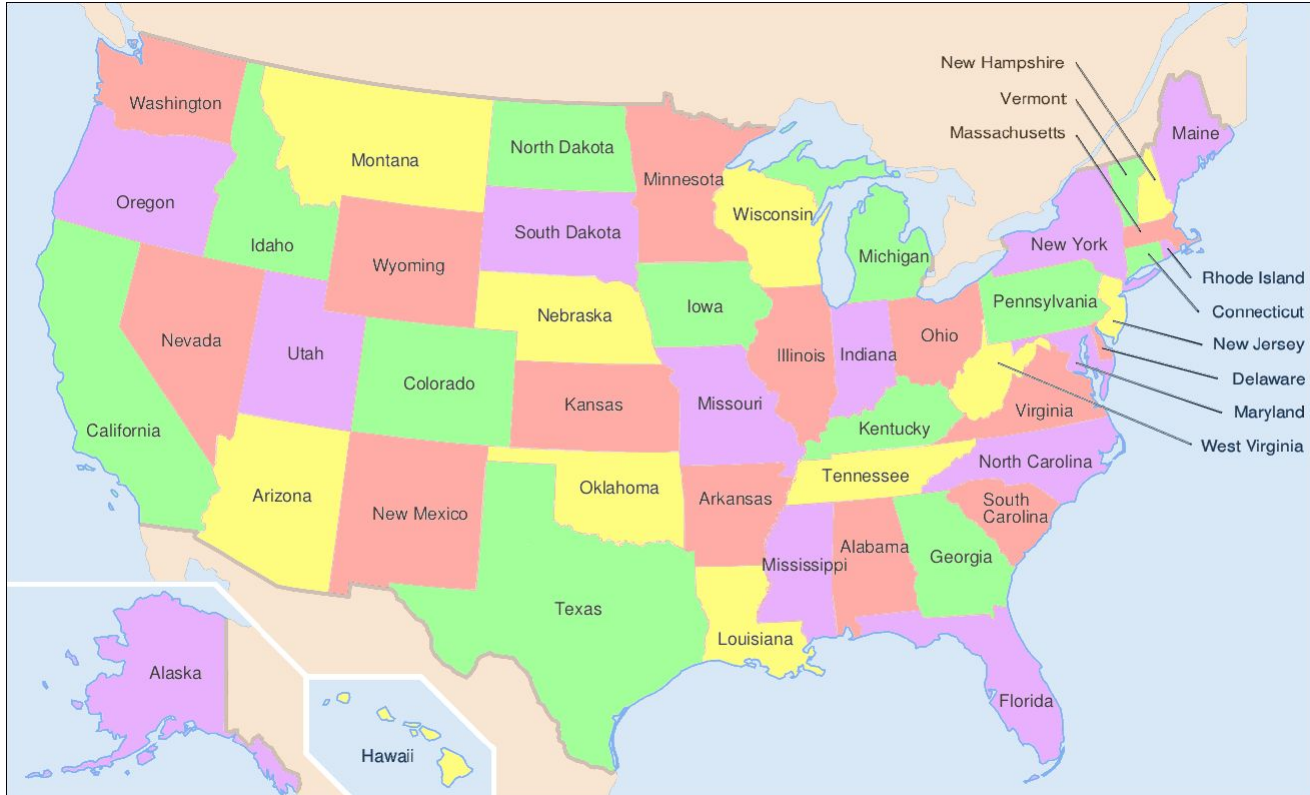 New Hampshire
Vermont
Massachusetts
Washington
Maine
Montana
North Dakota
Minnesota
Oregon
Wisconsin
South Dakota
New York
Idaho
Michigan
Wyoming
Rhode Island
Pennsylvania
Iowa
Connecticut
Nebraska
Ohio
Nevada
New Jersey
Utah
Illinois
Indiana
Colorado
Delaware
Kansas
Missouri
Virginia
Maryland
California
Kentucky
West Virginia
North Carolina
Tennessee
Oklahoma
Arizona
Arkansas
South
Carolina
New Mexico
Alabama
Georgia
Mississippi
Texas
Louisiana
Alaska
Florida
Hawaii